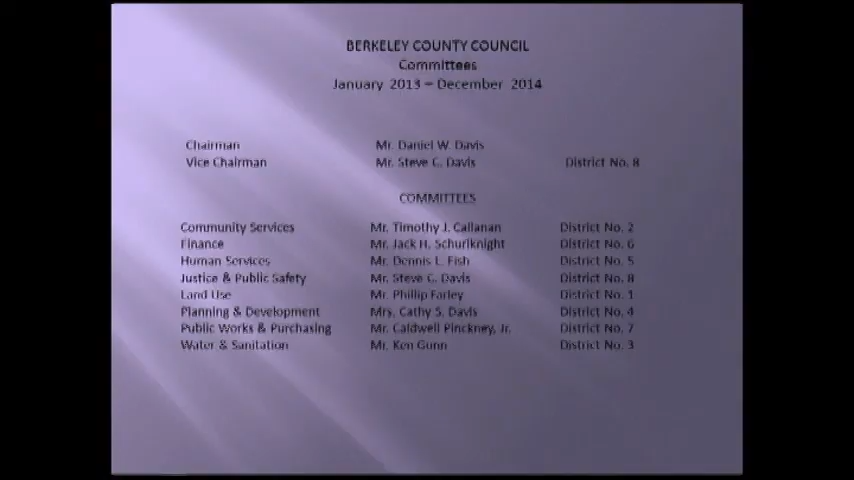 BERKELEY COUNTY COUNCIL
Committees
January 2013 – December 2014
Chairman Mr. Daniel W. Davis
Vice Chairman Mr. Steve C. Davis District No. 8
COMMITTEES
Community Services Mr. Timothy J. Callanan District No. 2
Finance Mr. Jack H. Schurlknight District No. 6
Human Services Mr. Dennis L. Fish District No. 5
Justice & Public Safety Mr. Steve C. Davis District No. 8
Land Use Mr. Phillip Farley District No. 1
Planning & Development Mrs. Cathy S. Davis District No. 4
Public Works & Purchasing Mr. Caldwell Pinckney, Jr. District No. 7
Water & Sanitation Mr. Ken Gunn District No. 3